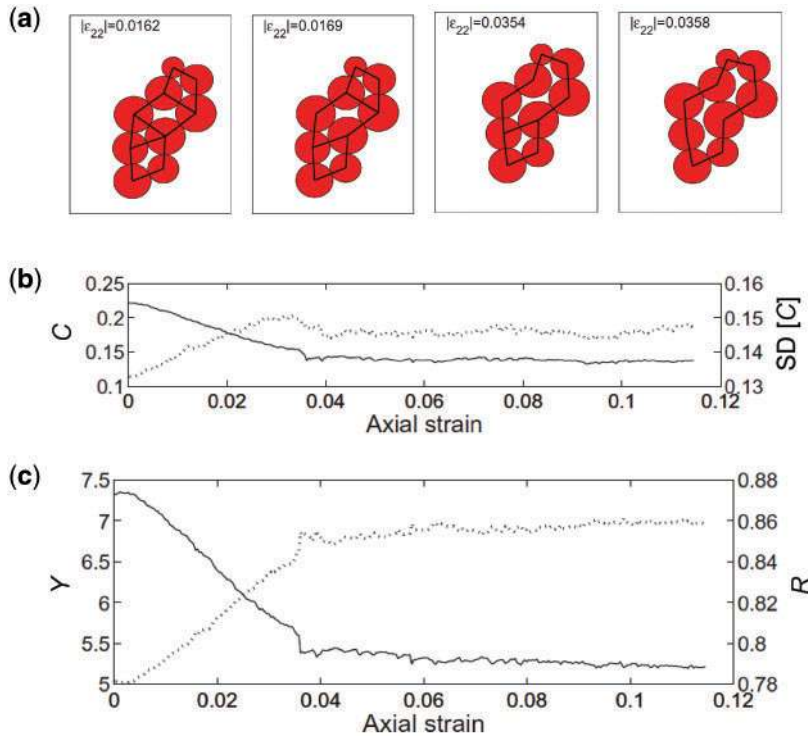 (a)
|ε22|=0.0162
|ε22|=0.0169
|ε22|=0.0354
|ε22|=0.0358
(b)
0.25
0.2
0.15
0.1
C
0.16
0.15
0.14
0.13
SD [C]
0 0.02 0.04 0.06 0.08 0.1 0.12
Axial strain
(c)
7.5
7
6.5
6
5.5
5
Y
0.88
0.86
0.84
0.82
0.8
0.78
R
0 0.02 0.04 0.06 0.08 0.1 0.12
Axial strain